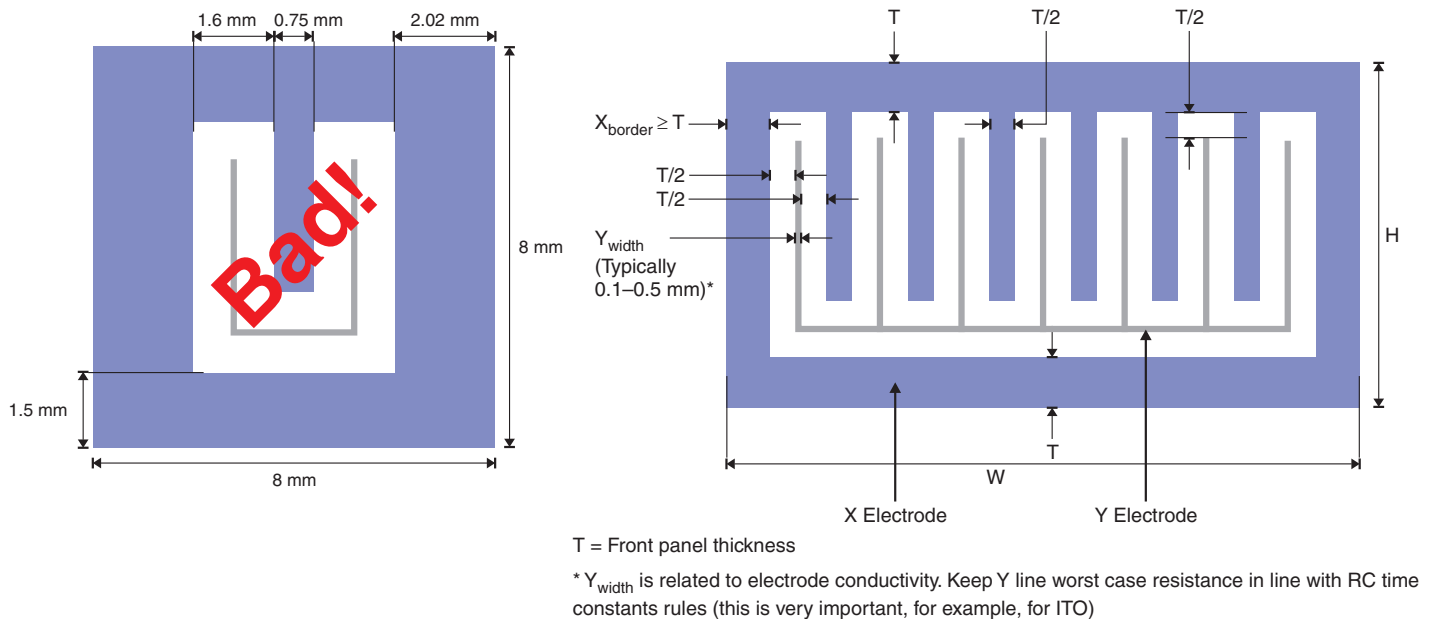 1.6 mm
0.75 mm
2.02 mm
8 mm
1.5 mm
8 mm
Bad!
T
T/2
T/2
Xborder ≥ T
T/2
T/2
Ywidth
(Typically
0.1–0.5 mm)*
H
T
W
X Electrode
Y Electrode
T = Front panel thickness
* Ywidth is related to electrode conductivity. Keep Y line worst case resistance in line with RC time
constants rules (this is very important, for example, for ITO)